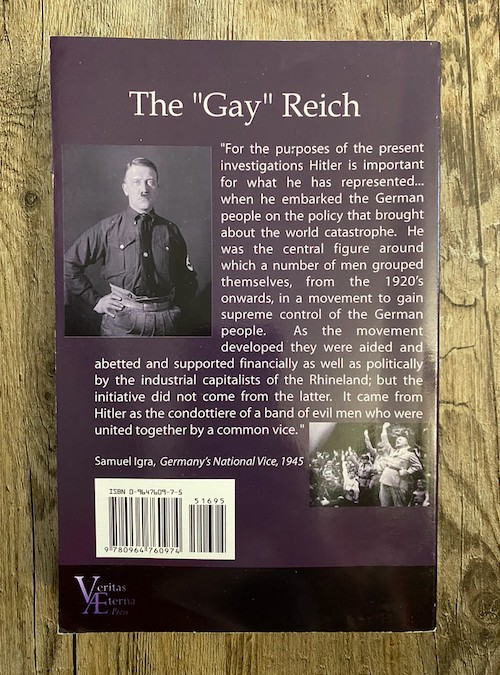 The "Gay" Reich
"For the purposes of the present
investigations Hitler is important
for what he has represented...
when he embarked the German
people on the policy that brought
about the world catastrophe. He
was the central figure around
which a number of men grouped
themselves, from the 1920's
onwards, in a movement to gain
supreme control of the German
people. As the movement
developed they were aided and
abetted and supported financially as well as politically
by the industrial capitalists of the Rhineland; but the
initiative did not come from the latter. It came from
Hitler as the condottiere of a band of evil men who were
united together by a common vice."
Samuel Igra, Germany's National Vice, 1945
ISBN 0-9647609-7-5
51695
9780964760974
Veritas
Æterna
Press